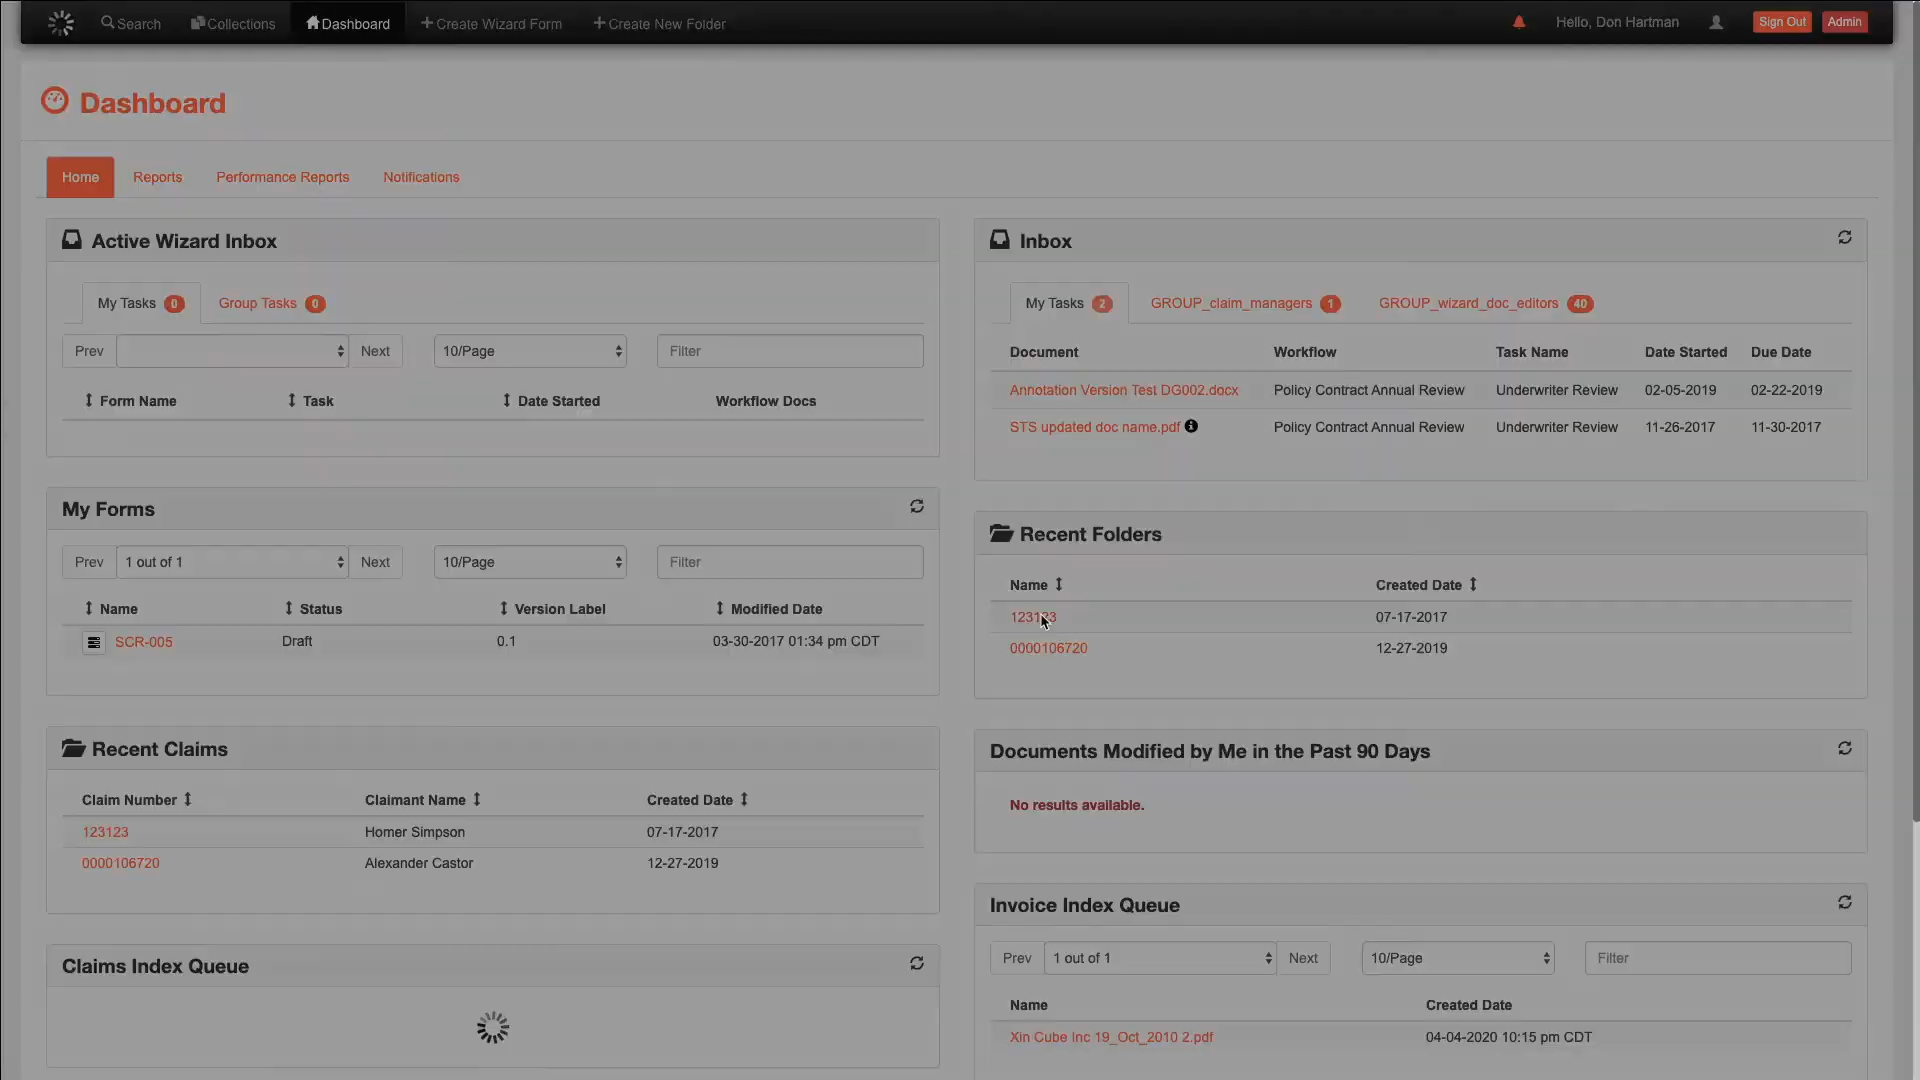 Search Collections Dashboard Create Wizard Form Create New Folder Hello, Don Hartman Sign Out Admin
Dashboard
Home Reports Performance Reports Notifications
Active Wizard Inbox
My Tasks 0 Group Tasks 0
Prev Next 10/Page Filter
Form Name Task Date Started Workflow Docs
My Forms
Prev 1 out of 1 Next 10/Page Filter
Name Status Version Label Modified Date
SCR-005 Draft 0.1 03-30-2017 01:34 pm CDT
Recent Claims
Claim Number Claimant Name Created Date
123123 Homer Simpson 07-17-2017
0000106720 Alexander Castor 12-27-2019
Claims Index Queue
Inbox
My Tasks 2 GROUP_claim_managers 1 GROUP_wizard_doc_editors 40
Document Workflow Task Name Date Started Due Date
Annotation Version Test DG002.docx Policy Contract Annual Review Underwriter Review 02-05-2019 02-22-2019
STS updated doc name.pdf Policy Contract Annual Review Underwriter Review 11-26-2017 11-30-2017
Recent Folders
Name Created Date
123123 07-17-2017
0000106720 12-27-2019
Documents Modified by Me in the Past 90 Days
No results available.
Invoice Index Queue
Prev 1 out of 1 Next 10/Page Filter
Name Created Date
Xin Cube Inc 19_Oct_2010 2.pdf 04-04-2020 10:15 pm CDT